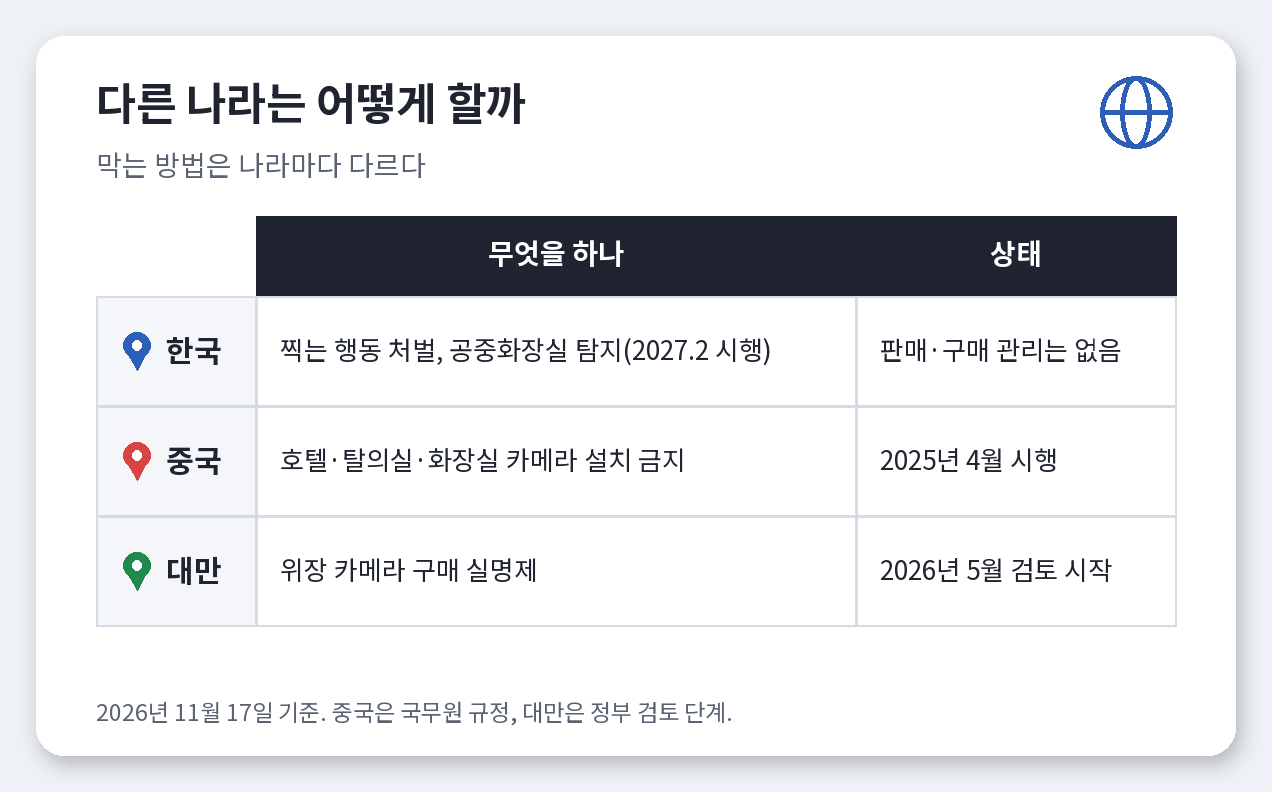 다른 나라는 어떻게 할까
막는 방법은 나라마다 다르다
무엇을 하나 상태
한국 찍는 행동 처벌, 공중화장실 탐지(2027.2 시행) 판매·구매 관리는 없음
중국 호텔·탈의실·화장실 카메라 설치 금지 2025년 4월 시행
대만 위장 카메라 구매 실명제 2026년 5월 검토 시작
2026년 11월 17일 기준. 중국은 국무원 규정, 대만은 정부 검토 단계.